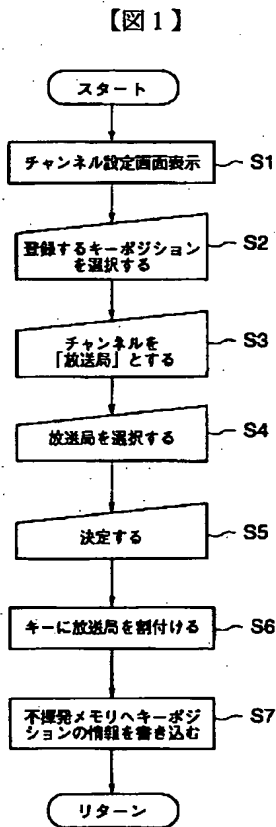 【図1】
スタート
チャンネル設定画面表示
S1
登録するキーポジション
を選択する
S2
チャンネルを
「放送局」とする
S3
放送局を選択する
S4
決定する
S5
キーに放送局を割付ける
S6
不揮発メモリへキーポジ
ションの情報を書き込む
S7
リターン